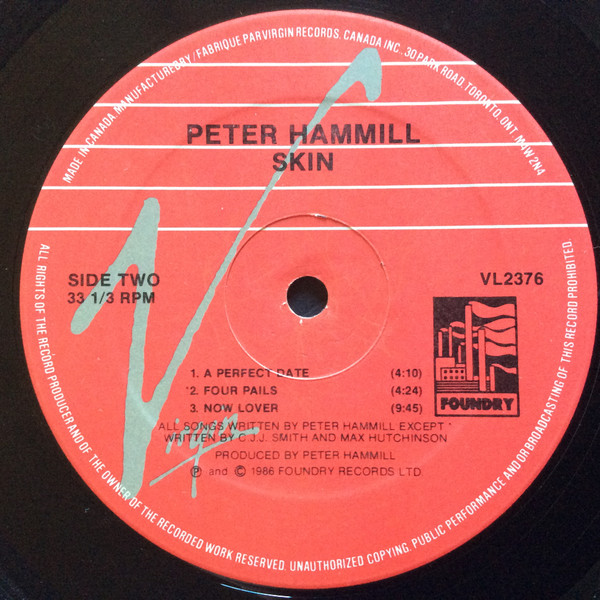 MADE IN CANADA. MANUFACTURED BY / FABRIQUE PAR VIRGIN RECORDS. CANADA INC., 30 PARK ROAD, TORONTO, ONT. M4W 2N4
PETER HAMMILL
SKIN
SIDE TWO
33 1/3 RPM
VL2376
1. A PERFECT DATE (4:10)
*2. FOUR PAILS (4:24)
3. NOW LOVER (9:45)
FOUNDRY
ALL SONGS WRITTEN BY PETER HAMMILL EXCEPT *
WRITTEN BY C.J.J. SMITH AND MAX HUTCHINSON
PRODUCED BY PETER HAMMILL
Ⓟ and © 1986 FOUNDRY RECORDS LTD.
Virgin
ALL RIGHTS OF THE RECORD PRODUCER AND OF THE OWNER OF THE RECORDED WORK RESERVED. UNAUTHORIZED COPYING. PUBLIC PERFORMANCE AND/OR BROADCASTING OF THIS RECORD PROHIBITED.